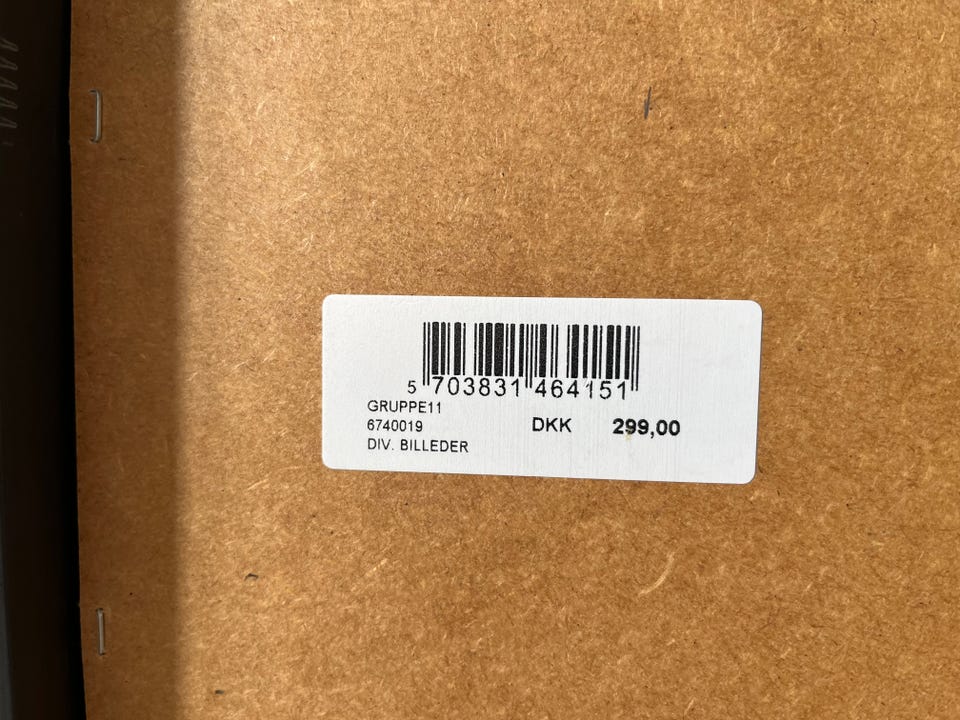 5 703831 464151
GRUPPE11
6740019 DKK 299,00
DIV. BILLEDER